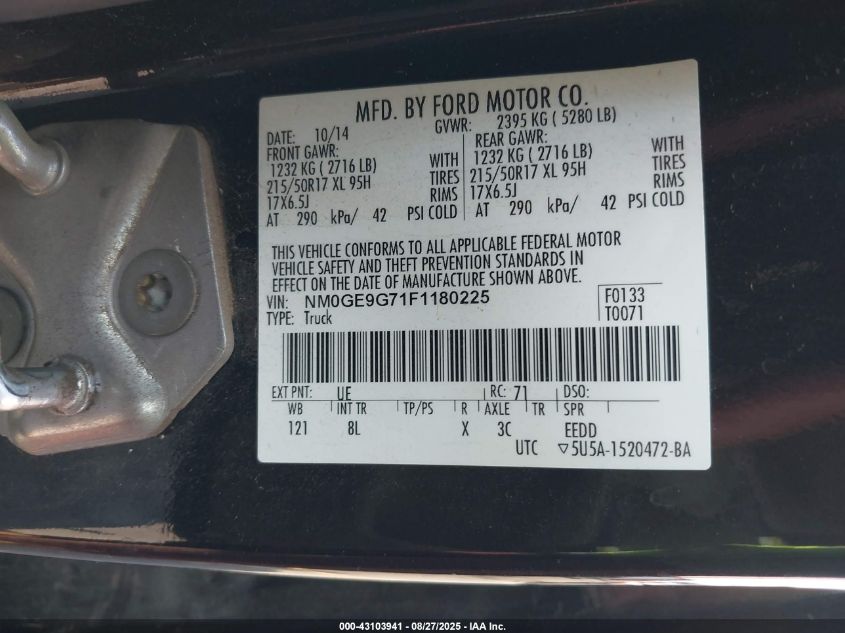 MFD. BY FORD MOTOR CO.
DATE: 10/14 GVWR: 2395 KG ( 5280 LB)
FRONT GAWR: WITH REAR GAWR: WITH
1232 KG ( 2716 LB) TIRES 1232 KG ( 2716 LB) TIRES
215/50R17 XL 95H RIMS 215/50R17 XL 95H RIMS
17X6.5J 17X6.5J
AT 290 kPa/ 42 PSI COLD AT 290 kPa/ 42 PSI COLD
THIS VEHICLE CONFORMS TO ALL APPLICABLE FEDERAL MOTOR
VEHICLE SAFETY AND THEFT PREVENTION STANDARDS IN
EFFECT ON THE DATE OF MANUFACTURE SHOWN ABOVE.
VIN: NM0GE9G71F1180225 F0133
TYPE: Truck T0071
EXT PNT: UE RC: 71 DSO:
WB INT TR TP/PS R AXLE TR SPR
121 8L X 3C EEDD
UTC ▽5U5A-1520472-BA
000-43103941 - 08/27/2025 - IAA Inc.